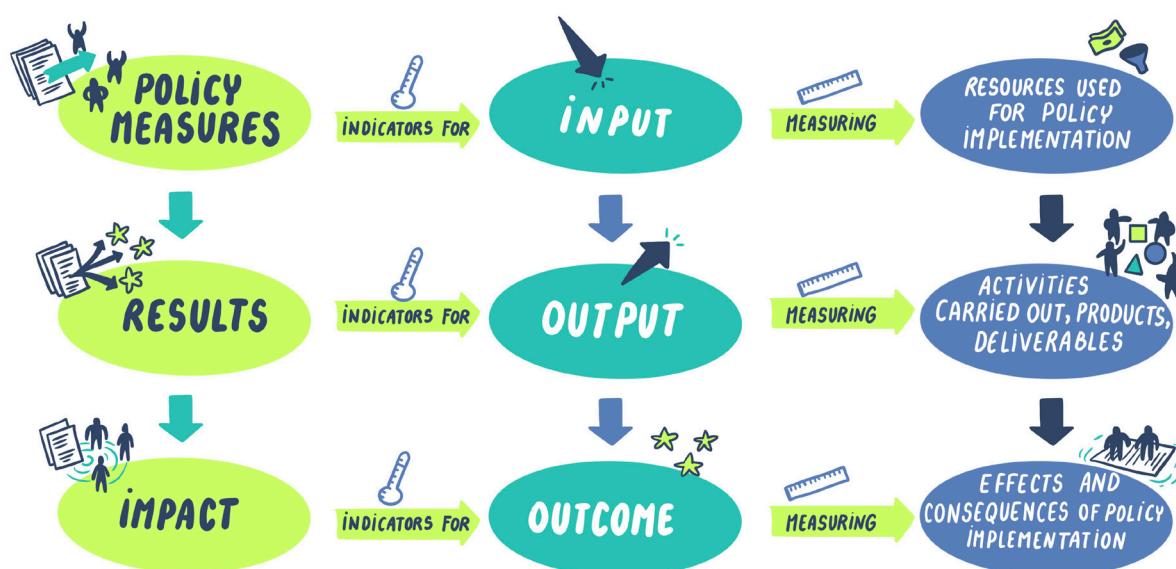 POLICY
MEASURES
INDICATORS FOR
INPUT
MEASURING
RESOURCES USED
FOR POLICY
IMPLEMENTATION
RESULTS
INDICATORS FOR
OUTPUT
MEASURING
ACTIVITIES
CARRIED OUT, PRODUCTS,
DELIVERABLES
IMPACT
INDICATORS FOR
OUTCOME
MEASURING
EFFECTS AND
CONSEQUENCES OF POLICY
IMPLEMENTATION